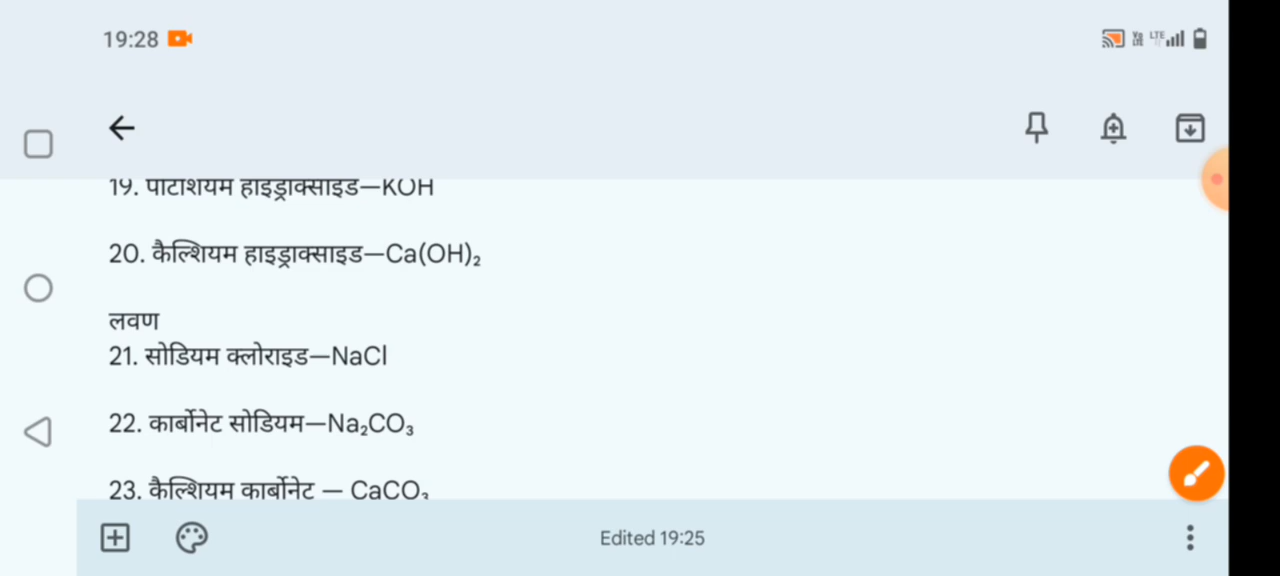 19:28
LTE
19. पोटेशियम हाइड्राक्साइड—KOH
20. कैल्शियम हाइड्राक्साइड—Ca(OH)₂
लवण
21. सोडियम क्लोराइड—NaCl
22. कार्बोनेट सोडियम—Na₂CO₃
23. कैल्शियम कार्बोनेट — CaCO₃
Edited 19:25